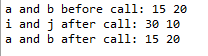 a and b before call: 15 20
i and j after call: 30 10
a and b after call: 15 20